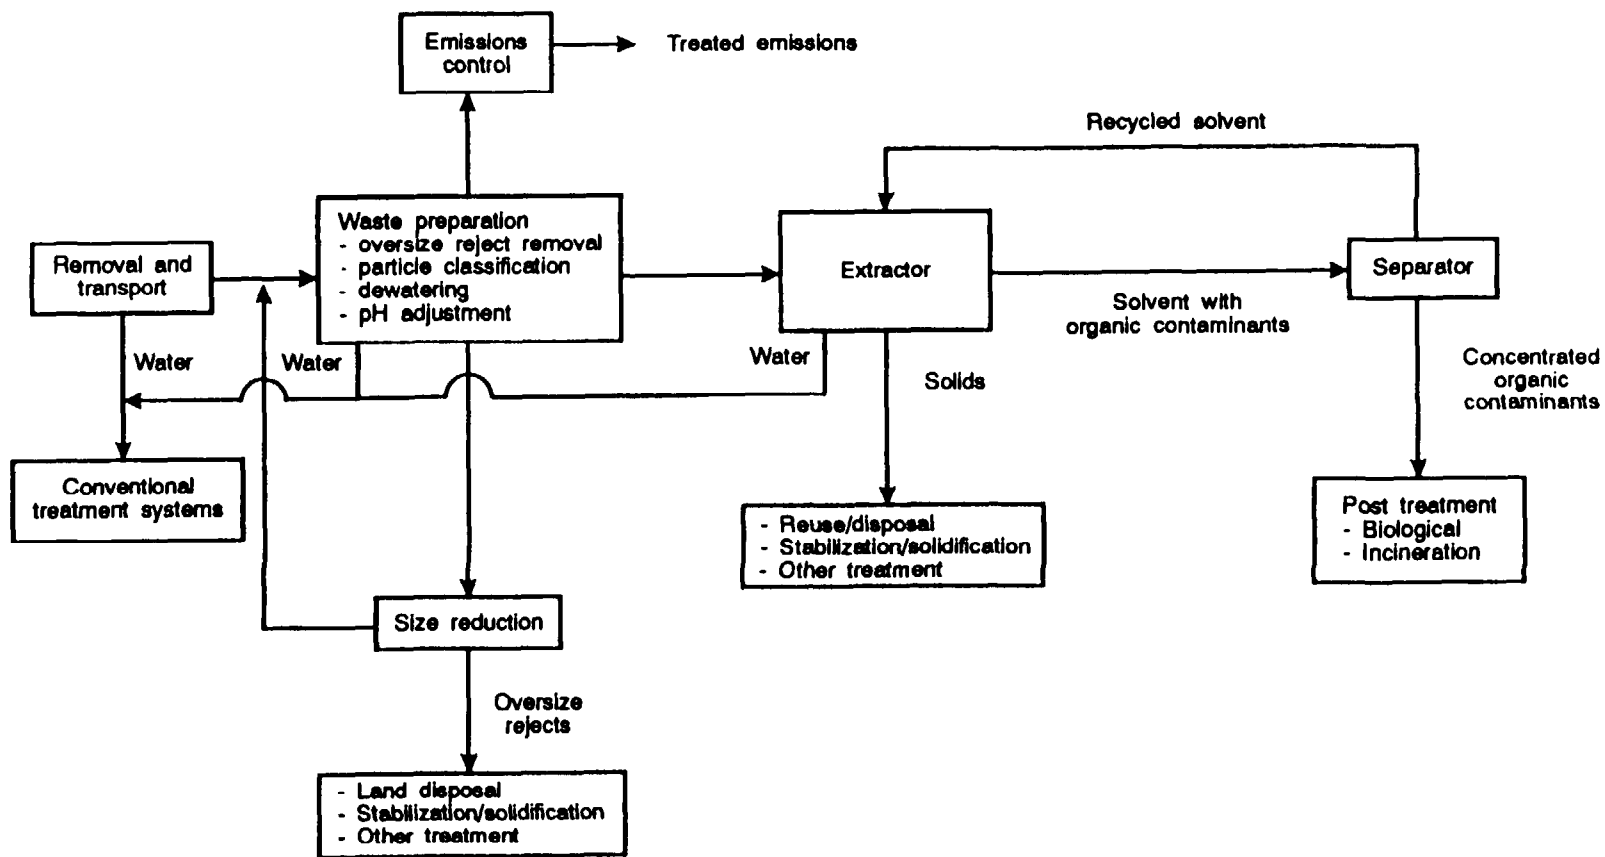 Emissions
control
Treated emissions
Recycled solvent
Waste preparation
- oversize reject removal
- particle classification
- dewatering
- pH adjustment
Removal and
transport
Extractor
Separator
Solvent with
organic contaminants
Water
Water
Water
Solids
Concentrated
organic
contaminants
Conventional
treatment systems
- Reuse/disposal
- Stabilization/solidification
- Other treatment
Post treatment
- Biological
- Incineration
Size reduction
Oversize
rejects
- Land disposal
- Stabilization/solidification
- Other treatment